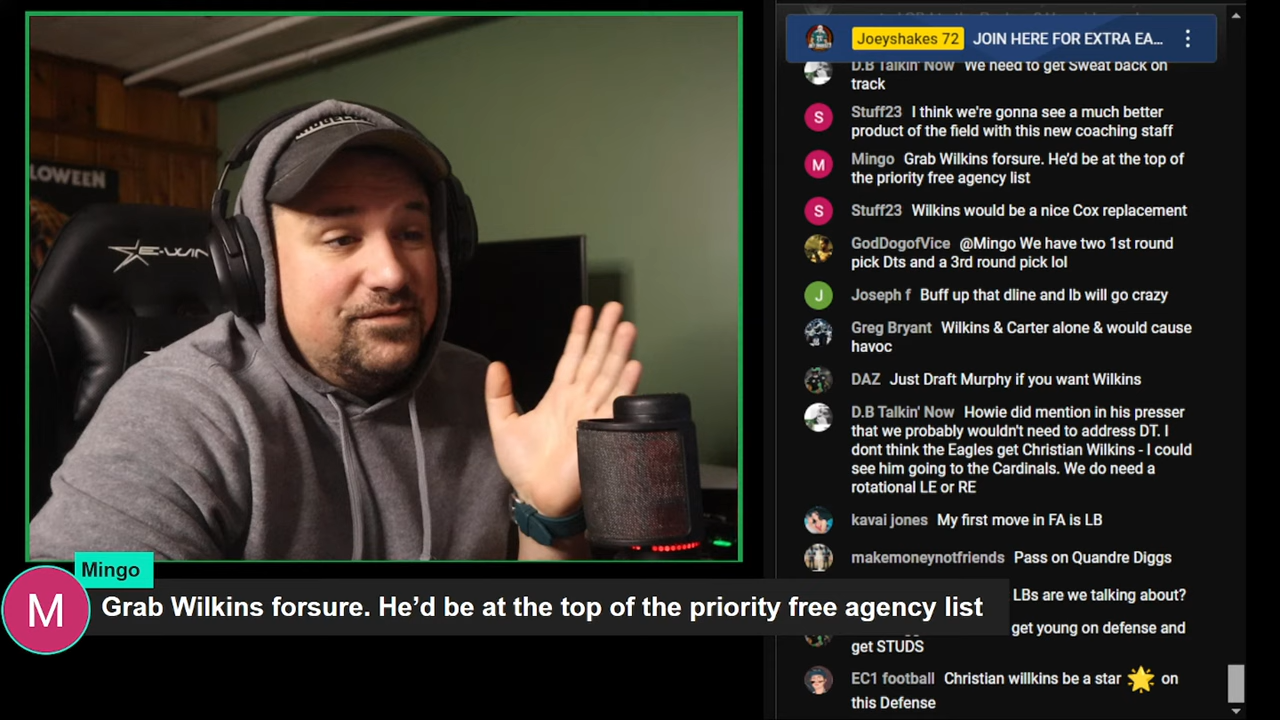 Joeyshakes 72 JOIN HERE FOR EXTRA EA...
D.B Talkin' Now We need to get Sweat back on
track
Stuff23 I think we're gonna see a much better
product of the field with this new coaching staff
Mingo Grab Wilkins forsure. He'd be at the top of
the priority free agency list
Stuff23 Wilkins would be a nice Cox replacement
GodDogofVice @Mingo We have two 1st round
pick Dts and a 3rd round pick lol
Joseph f Buff up that dline and lb will go crazy
Greg Bryant Wilkins & Carter alone & would cause
havoc
DAZ Just Draft Murphy if you want Wilkins
D.B Talkin' Now Howie did mention in his presser
that we probably wouldn't need to address DT. I
dont think the Eagles get Christian Wilkins - I could
see him going to the Cardinals. We do need a
rotational LE or RE
kavai jones My first move in FA is LB
makemoneynotfriends Pass on Quandre Diggs
LBs are we talking about?
get young on defense and
get STUDS
EC1 football Christian willkins be a star 🌟 on
this Defense
LOWEEN
E-WIN
Mingo
M Grab Wilkins forsure. He'd be at the top of the priority free agency list
S
M
S
J